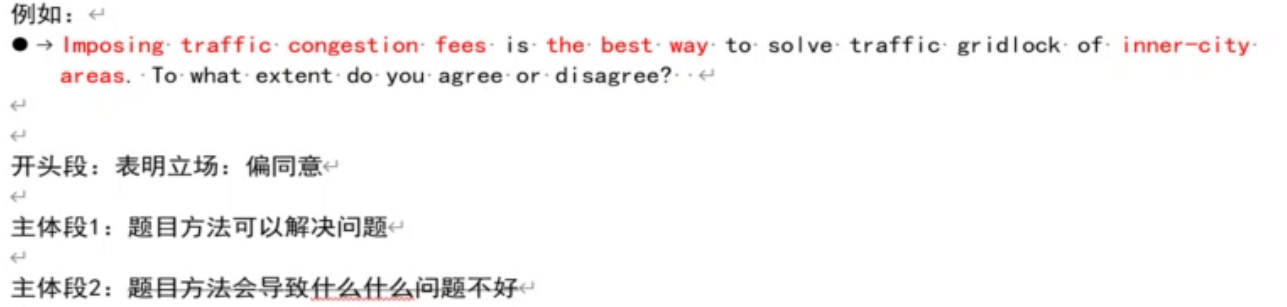 例如：
● → Imposing traffic congestion fees is the best way to solve traffic gridlock of inner-city
areas. To what extent do you agree or disagree?
开头段：表明立场：偏同意
主体段1：题目方法可以解决问题
主体段2：题目方法会导致什么什么问题不好